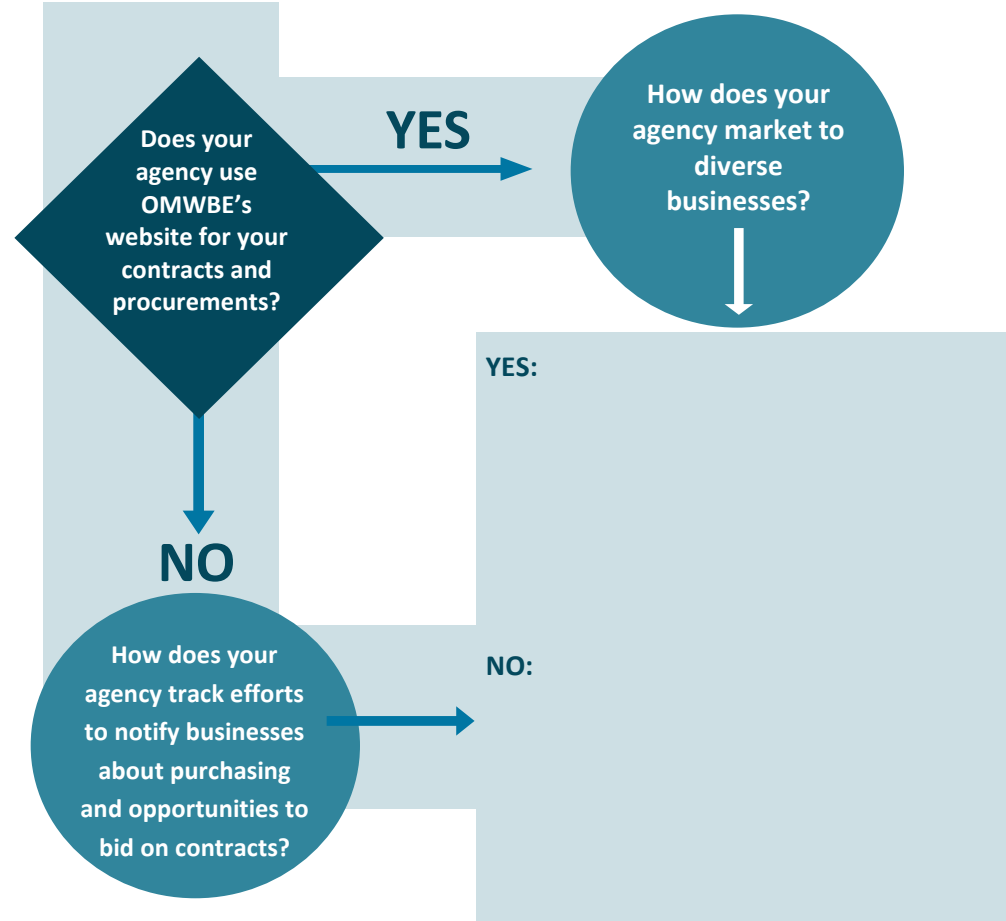 Does your
agency use
OMWBE’s
website for your
contracts and
procurements?
YES
How does your
agency market to
diverse
businesses?
YES:
NO
How does your
agency track efforts
to notify businesses
about purchasing
and opportunities to
bid on contracts?
NO: